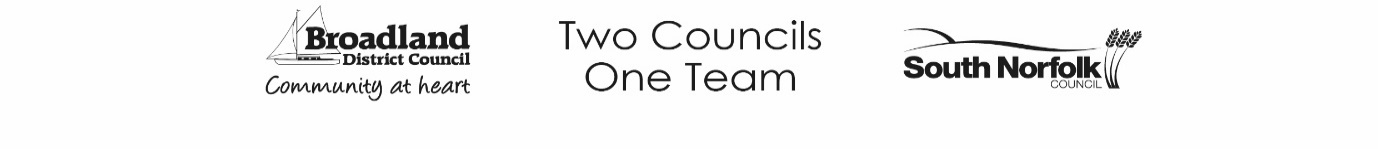 Broadland
District Council
Community at heart
Two Councils
One Team
South Norfolk
COUNCIL